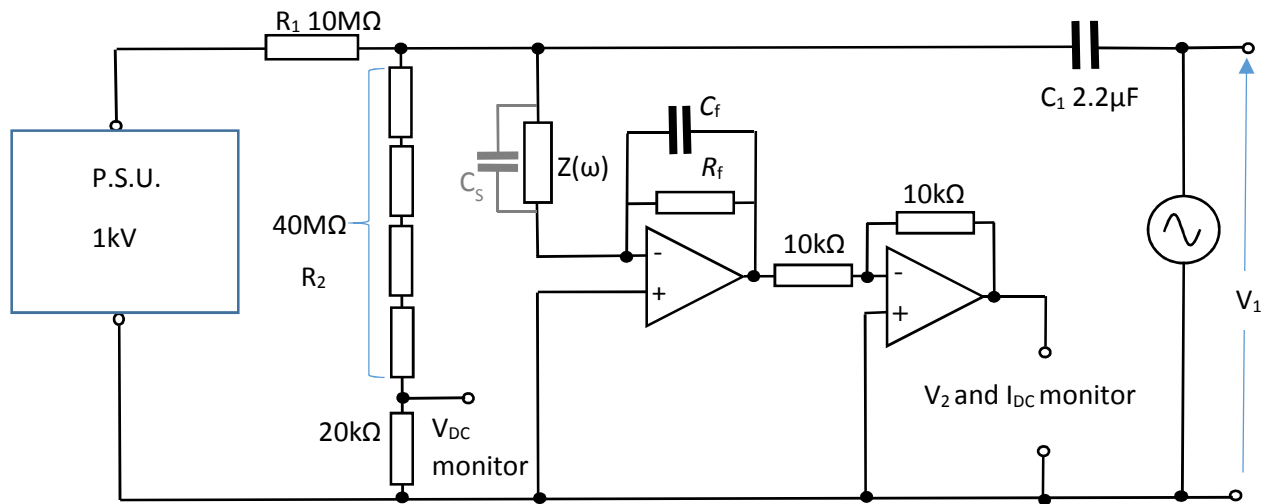 R₁ 10MΩ
C₁ 2.2µF
P.S.U.
1kV
40MΩ
R₂
20kΩ
V_DC
monitor
C_S
Z(ω)
C_f
R_f
-
+
10kΩ
10kΩ
-
+
V₂ and I_DC monitor
V₁